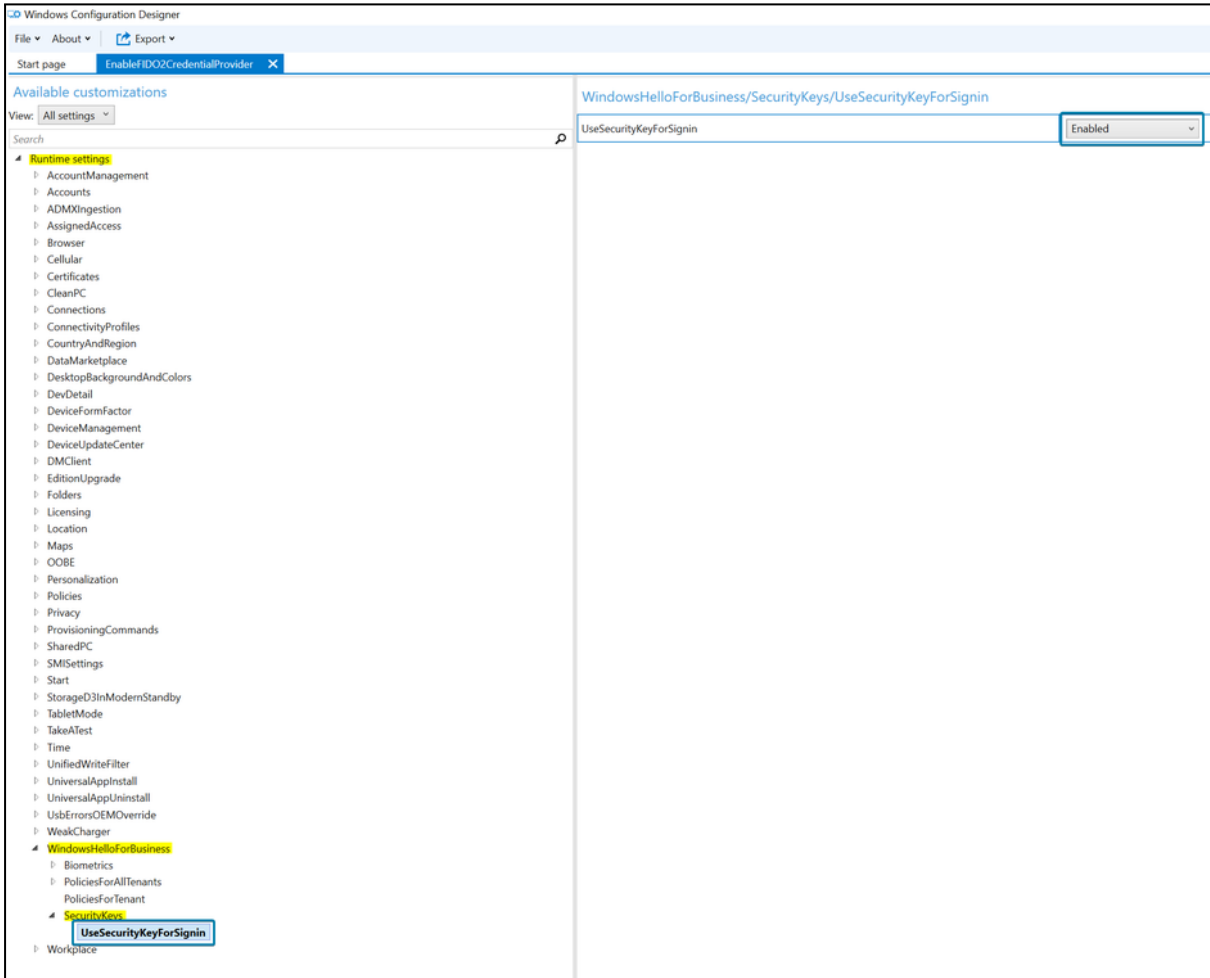 Windows Configuration Designer
File About Export
Start page EnableFIDO2CredentialProvider
Available customizations
View: All settings
Search
Runtime settings
AccountManagement
Accounts
ADMXIngestion
AssignedAccess
Browser
Cellular
Certificates
CleanPC
Connections
ConnectivityProfiles
CountryAndRegion
DataMarketplace
DesktopBackgroundAndColors
DevDetail
DeviceFormFactor
DeviceManagement
DeviceUpdateCenter
DMClient
EditionUpgrade
Folders
Licensing
Location
Maps
OOBE
Personalization
Policies
Privacy
ProvisioningCommands
SharedPC
SMISettings
Start
StorageD3InModernStandby
TabletMode
TakeATest
Time
UnifiedWriteFilter
UniversalAppInstall
UniversalAppUninstall
UsbErrorsOEMOverride
WeakCharger
WindowsHelloForBusiness
Biometrics
PoliciesForAllTenants
PoliciesForTenant
SecurityKeys
UseSecurityKeyForSignin
Workplace
WindowsHelloForBusiness/SecurityKeys/UseSecurityKeyForSignin
UseSecurityKeyForSignin Enabled